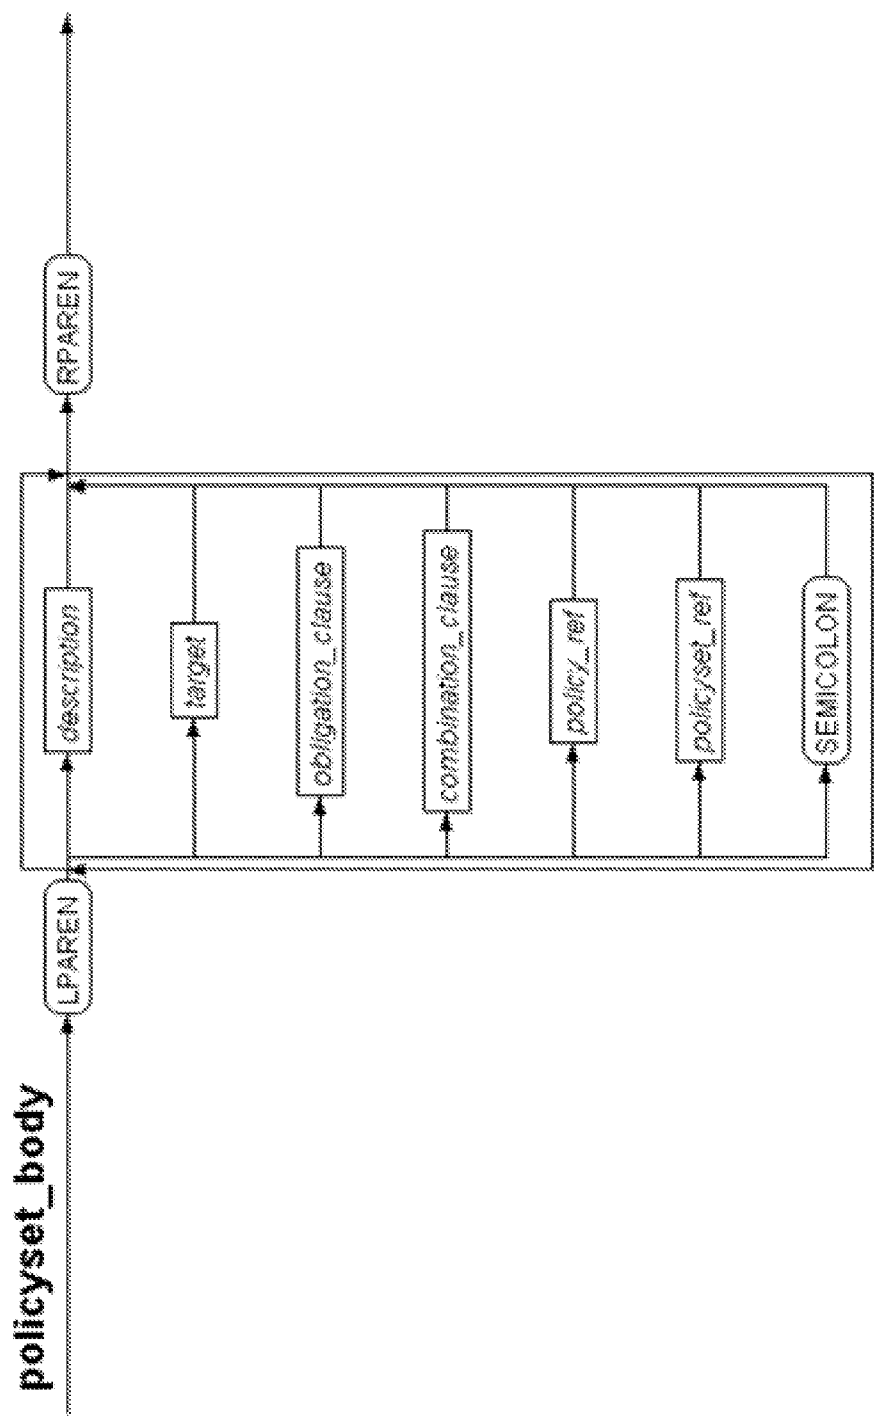 policyset_body
LPAREN
description
target
obligation_clause
combination_clause
policy_ref
policyset_ref
SEMICOLON
RPAREN